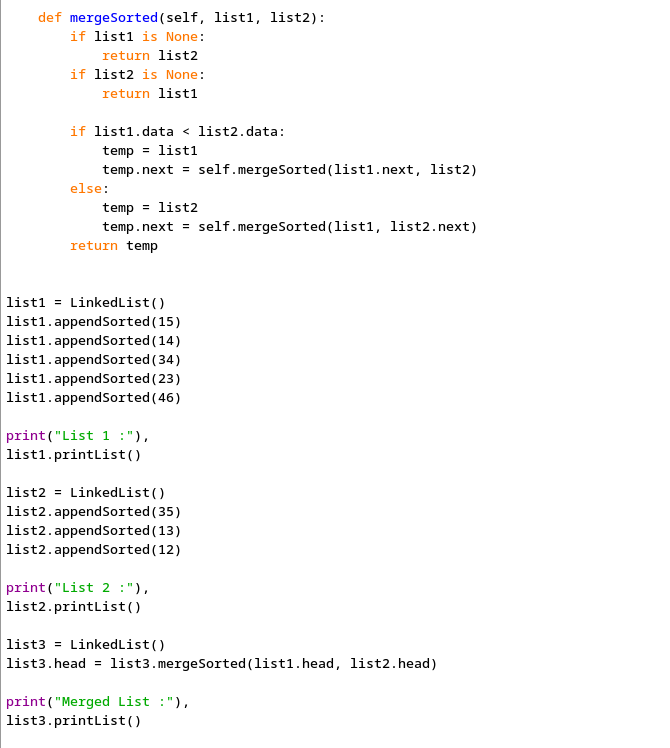 def mergeSorted(self, list1, list2):
        if list1 is None:
            return list2
        if list2 is None:
            return list1

        if list1.data < list2.data:
            temp = list1
            temp.next = self.mergeSorted(list1.next, list2)
        else:
            temp = list2
            temp.next = self.mergeSorted(list1, list2.next)
        return temp


list1 = LinkedList()
list1.appendSorted(15)
list1.appendSorted(14)
list1.appendSorted(34)
list1.appendSorted(23)
list1.appendSorted(46)

print("List 1 :"),
list1.printList()

list2 = LinkedList()
list2.appendSorted(35)
list2.appendSorted(13)
list2.appendSorted(12)

print("List 2 :"),
list2.printList()

list3 = LinkedList()
list3.head = list3.mergeSorted(list1.head, list2.head)

print("Merged List :"),
list3.printList()